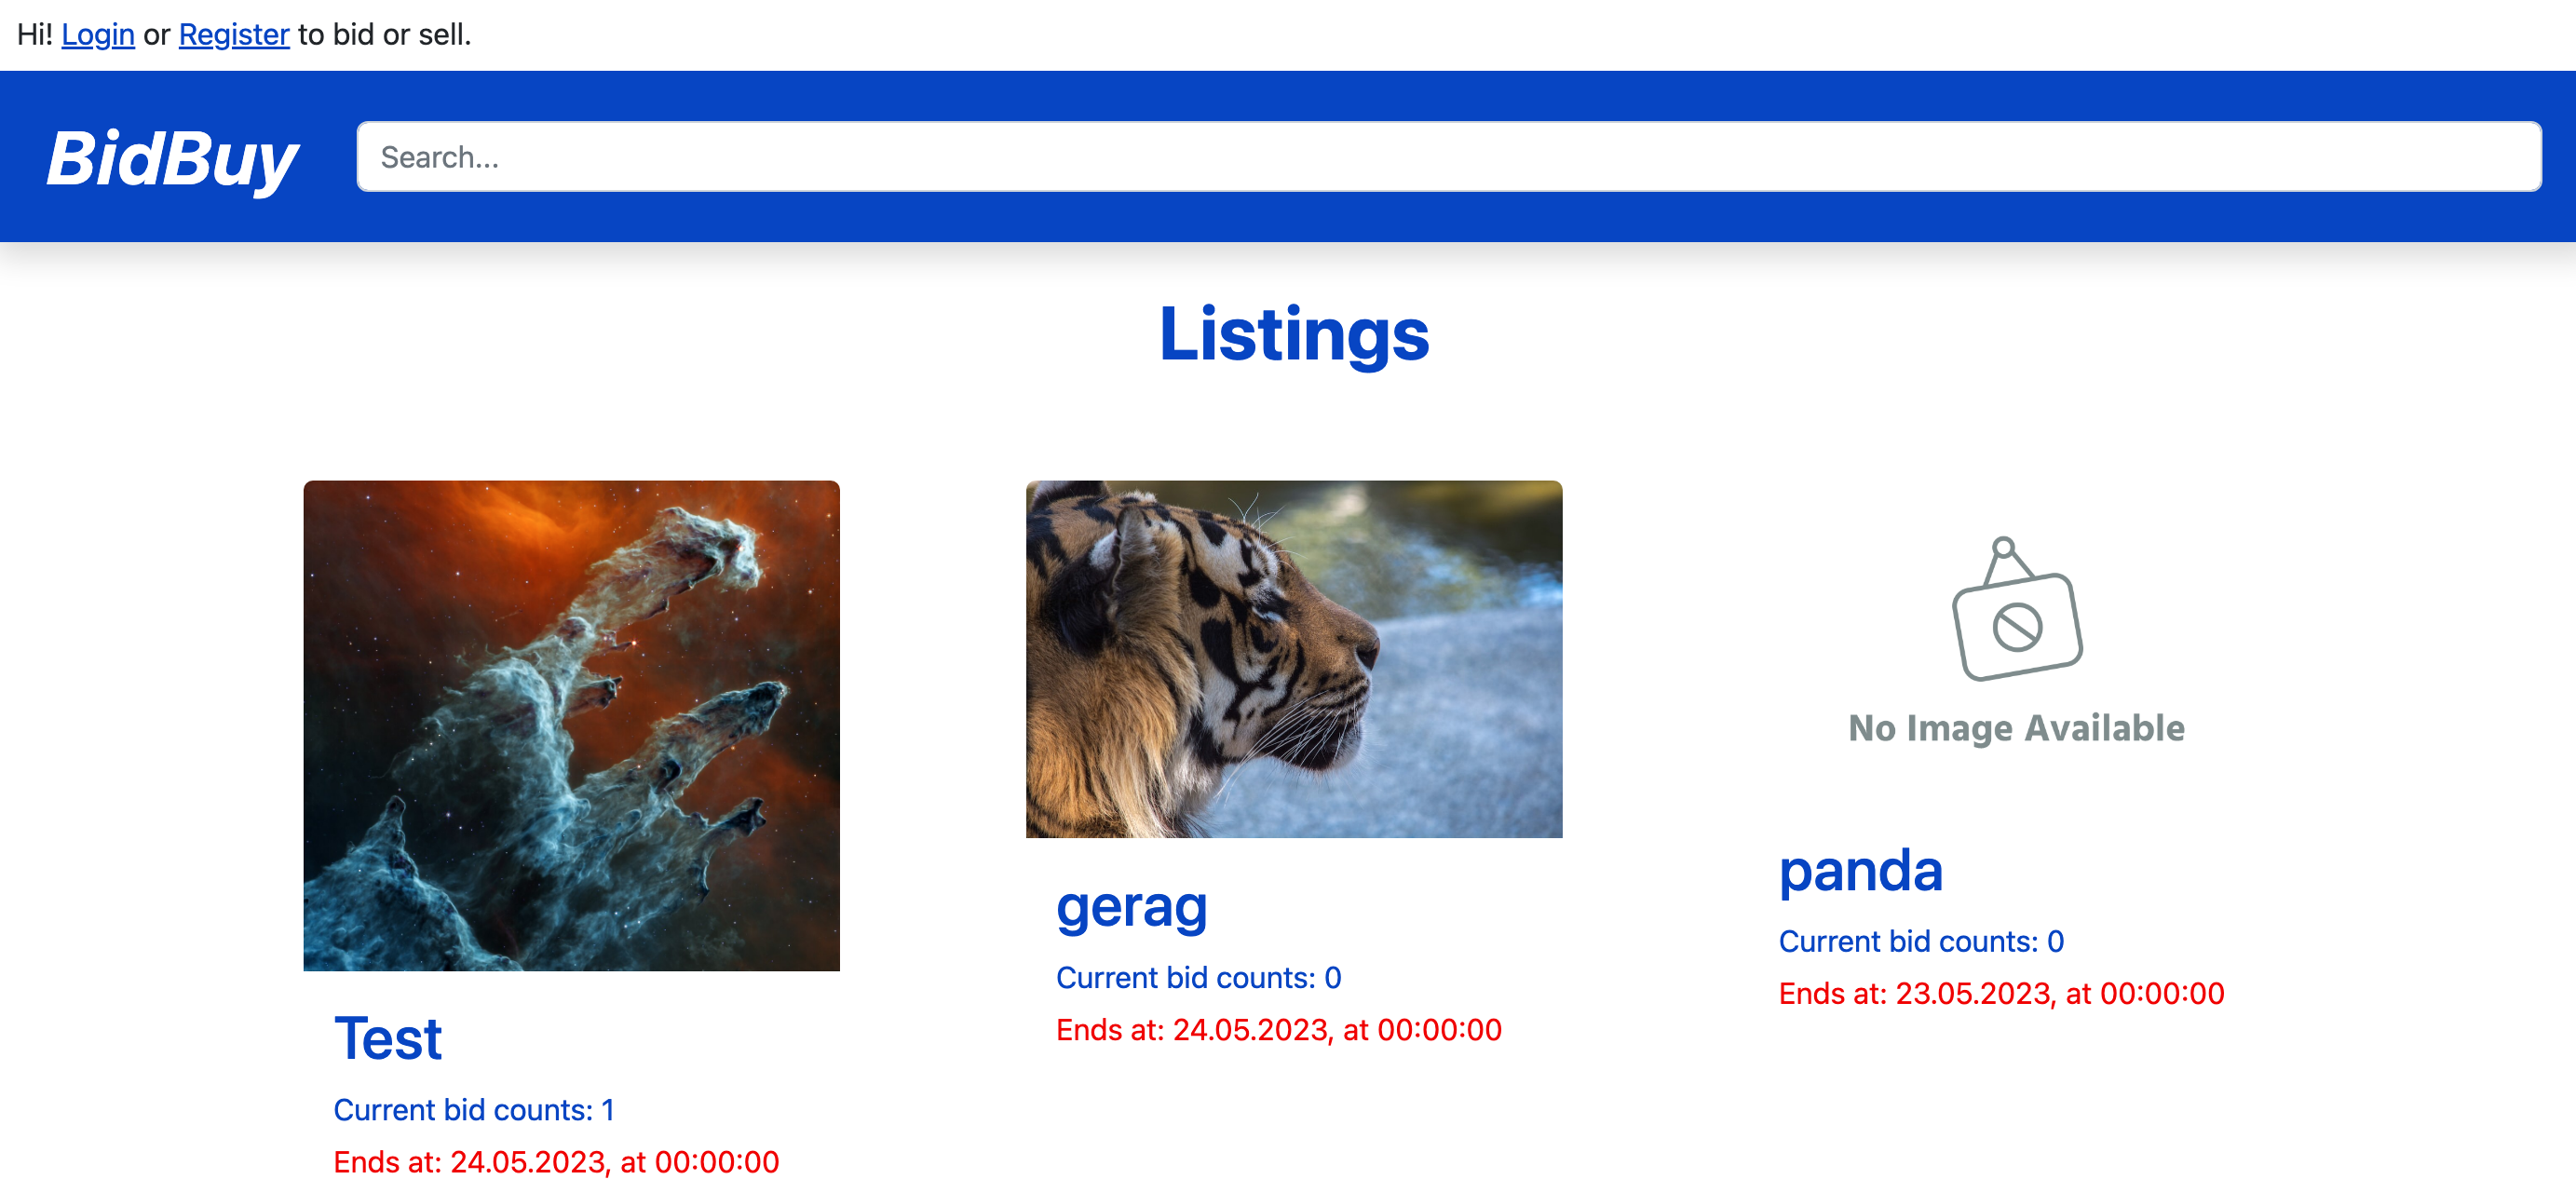 Hi! Login or Register to bid or sell.
BidBuy
Search...
Listings
Test
Current bid counts: 1
Ends at: 24.05.2023, at 00:00:00
gerag
Current bid counts: 0
Ends at: 24.05.2023, at 00:00:00
No Image Available
panda
Current bid counts: 0
Ends at: 23.05.2023, at 00:00:00